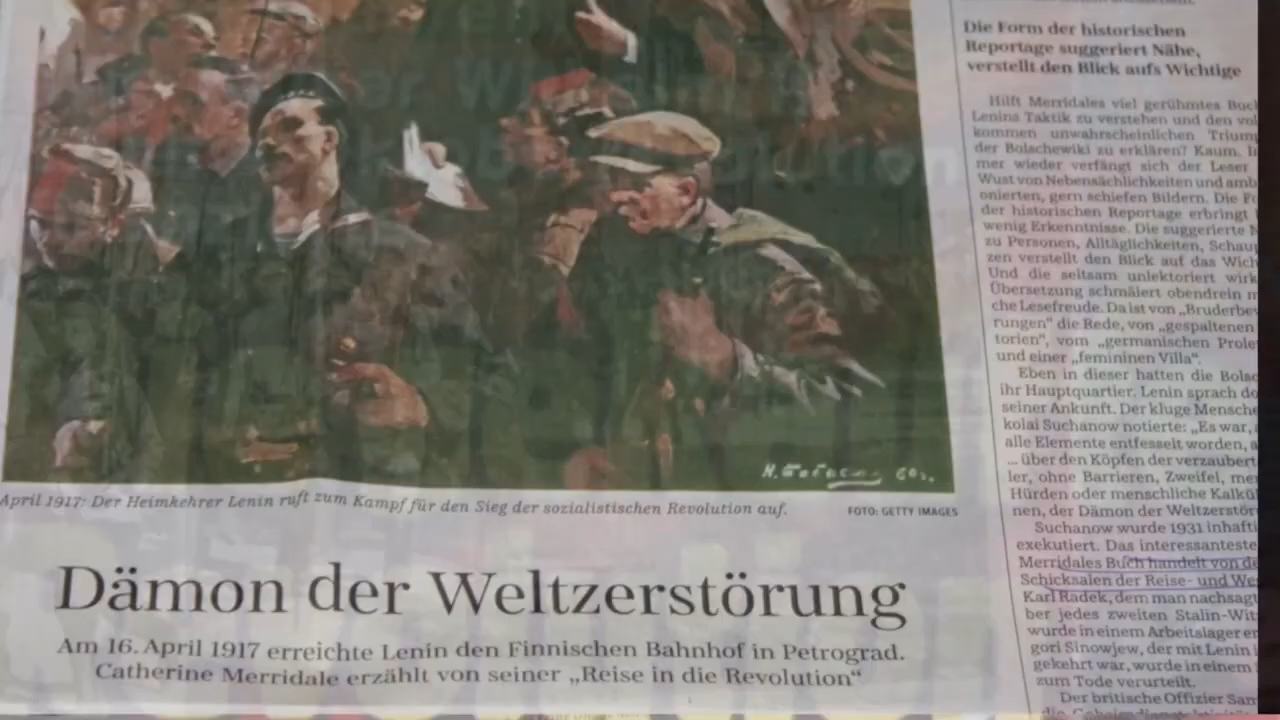 April 1917: Der Heimkehrer Lenin ruft zum Kampf für den Sieg der sozialistischen Revolution auf.
FOTO: GETTY IMAGES
Dämon der Weltzerstörung
Am 16. April 1917 erreichte Lenin den Finnischen Bahnhof in Petrograd.
Catherine Merridale erzählt von seiner „Reise in die Revolution“
Die Form der historischen
Reportage suggeriert Nähe,
verstellt den Blick aufs Wichtige
Hilft Merridales viel gerühmtes Buc
Lenins Taktik zu verstehen und den vol
kommen unwahrscheinlichen Trium
der Bolschewiki zu erklären? Kaum. I
mer wieder verfängt sich der Leser
Wust von Nebensächlichkeiten und amb
onierten, gern schiefen Bildern. Die F
der historischen Reportage erbringt
wenig Erkenntnisse. Die suggerierte N
zu Personen, Alltäglichkeiten, Schau
zen verstellt den Blick auf das Wich
Und die seltsam unlektoriert wirk
Übersetzung schmälert obendrein m
che Lesefreude. Da ist von „Bruderbe
rungen“ die Rede, von „gespaltenen
torien“, vom „germanischen Prole
und einer „femininen Villa“.
Eben in dieser hatten die Bolsc
ihr Hauptquartier. Lenin sprach do
seiner Ankunft. Der kluge Mensche
kolai Suchanow notierte: „Es war,
alle Elemente entfesselt worden, a
... über den Köpfen der verzaubert
ler, ohne Barrieren, Zweifel, me
Hürden oder menschliche Kalkü
nen, der Dämon der Weltzerstör
Suchanow wurde 1931 inhafti
exekutiert. Das interessanteste
Merridales Buch handelt von de
Schicksalen der Reise- und We
Karl Radek, dem man nachsagt
ber jedes zweiten Stalin-Wit
wurde in einem Arbeitslager er
gori Sinowjew, der mit Lenin
gekehrt war, wurde in einem
zum Tode verurteilt.
Der britische Offizier Sam